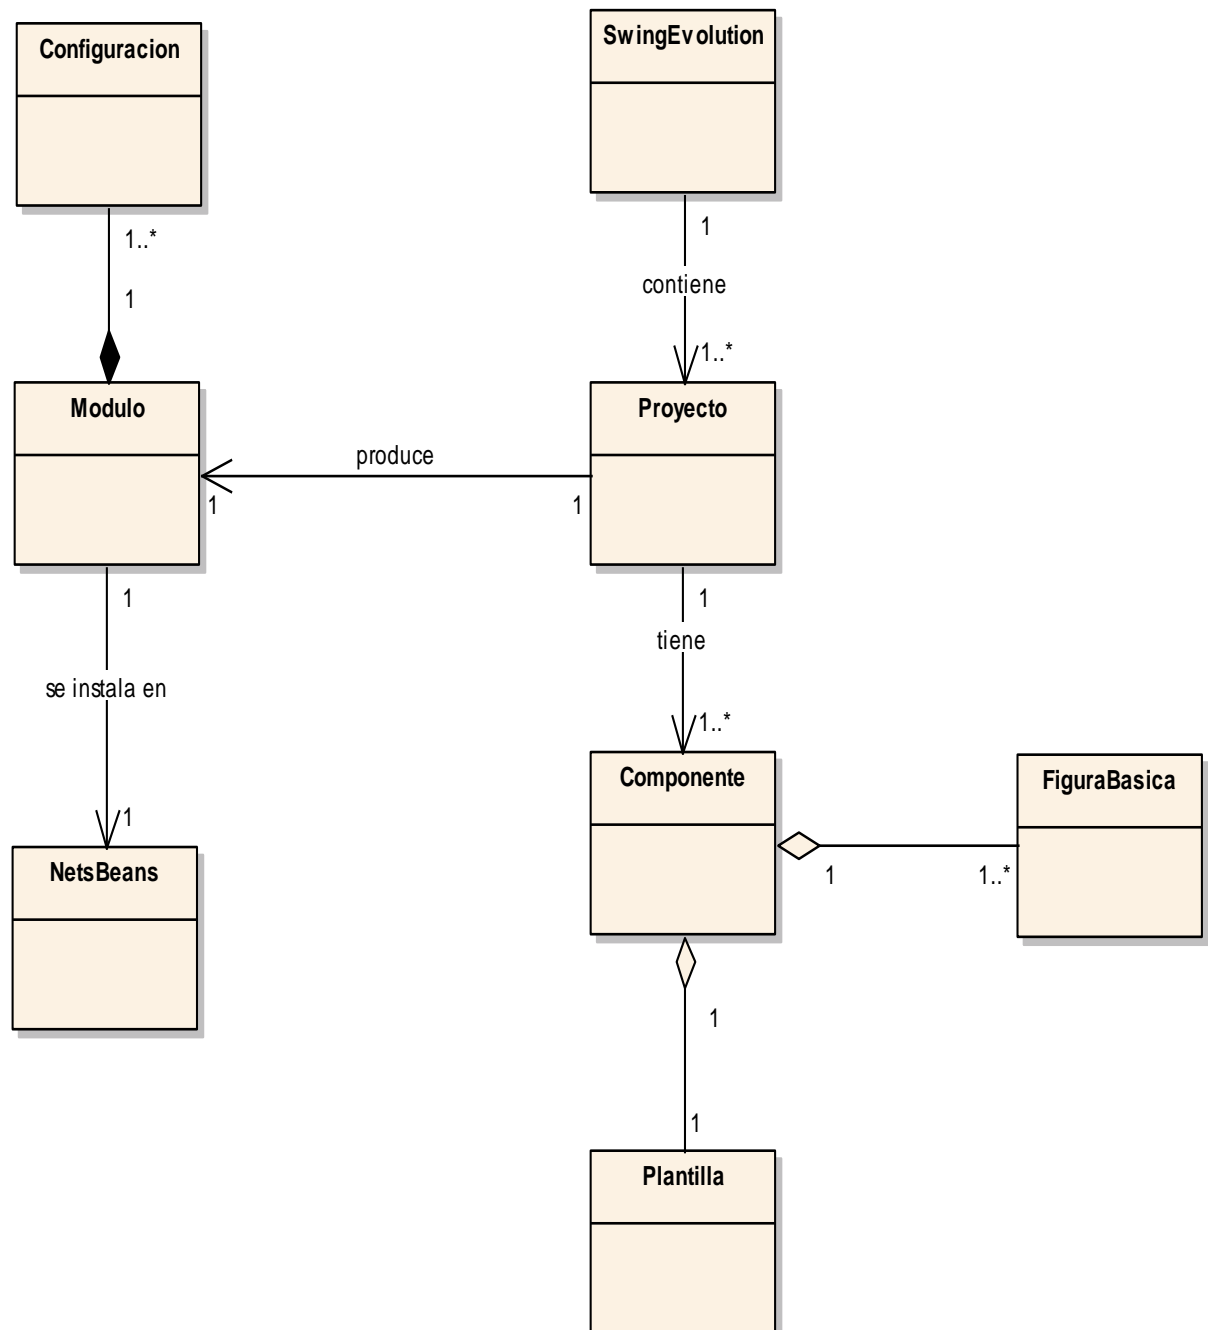 Configuracion
SwingEvolution
1..*
1
1
contiene
1..*
Modulo
Proyecto
produce
1
1
1
se instala en
1
1
tiene
1..*
NetsBeans
Componente
FiguraBasica
1
1..*
1
1
Plantilla